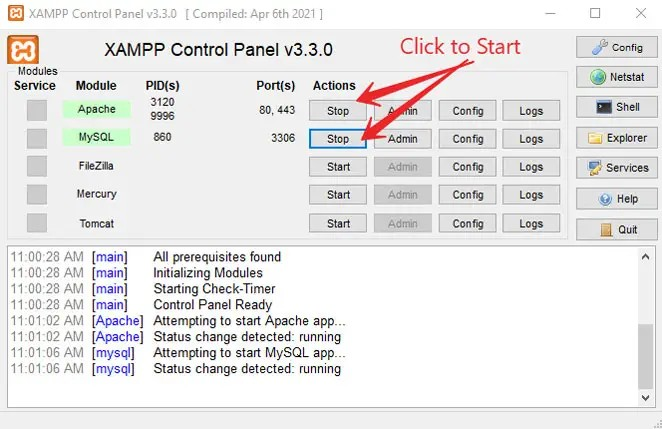 XAMPP Control Panel v3.3.0 [ Compiled: Apr 6th 2021 ]
XAMPP Control Panel v3.3.0
Click to Start
Config
Modules
Service Module PID(s) Port(s) Actions
Netstat
Apache 3120 9996 80, 443 Stop Admin Config Logs
Shell
MySQL 860 3306 Stop Admin Config Logs
Explorer
FileZilla Start Admin Config Logs
Services
Mercury Start Admin Config Logs
Help
Tomcat Start Admin Config Logs
Quit
11:00:28 AM [main] All prerequisites found
11:00:28 AM [main] Initializing Modules
11:00:28 AM [main] Starting Check-Timer
11:00:28 AM [main] Control Panel Ready
11:01:02 AM [Apache] Attempting to start Apache app...
11:01:02 AM [Apache] Status change detected: running
11:01:06 AM [mysql] Attempting to start MySQL app...
11:01:06 AM [mysql] Status change detected: running